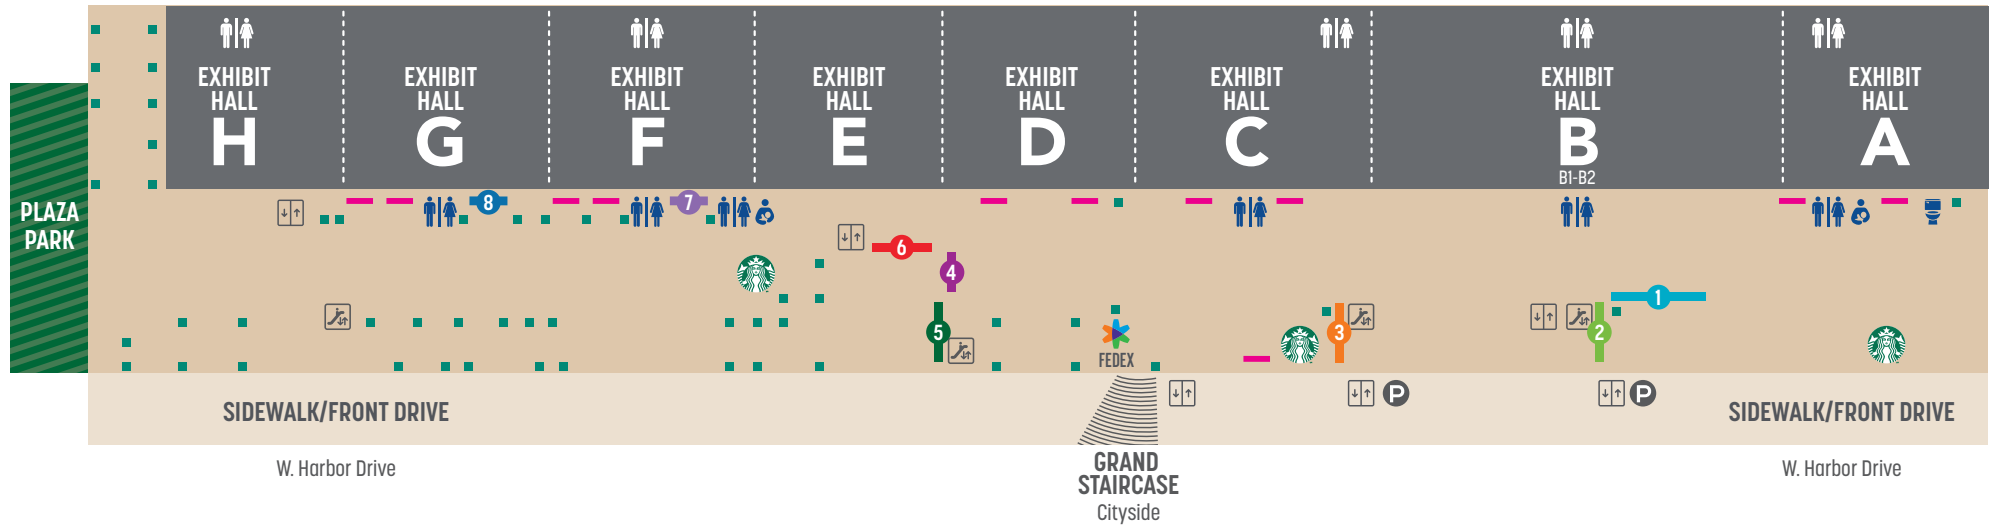 EXHIBIT
HALL
H
EXHIBIT
HALL
G
EXHIBIT
HALL
F
EXHIBIT
HALL
E
EXHIBIT
HALL
D
EXHIBIT
HALL
C
EXHIBIT
HALL
B
B1-B2
EXHIBIT
HALL
A
PLAZA
PARK
8
7
6
4
5
3
2
1
FEDEX
P
P
SIDEWALK/FRONT DRIVE
SIDEWALK/FRONT DRIVE
W. Harbor Drive
GRAND
STAIRCASE
Cityside
W. Harbor Drive